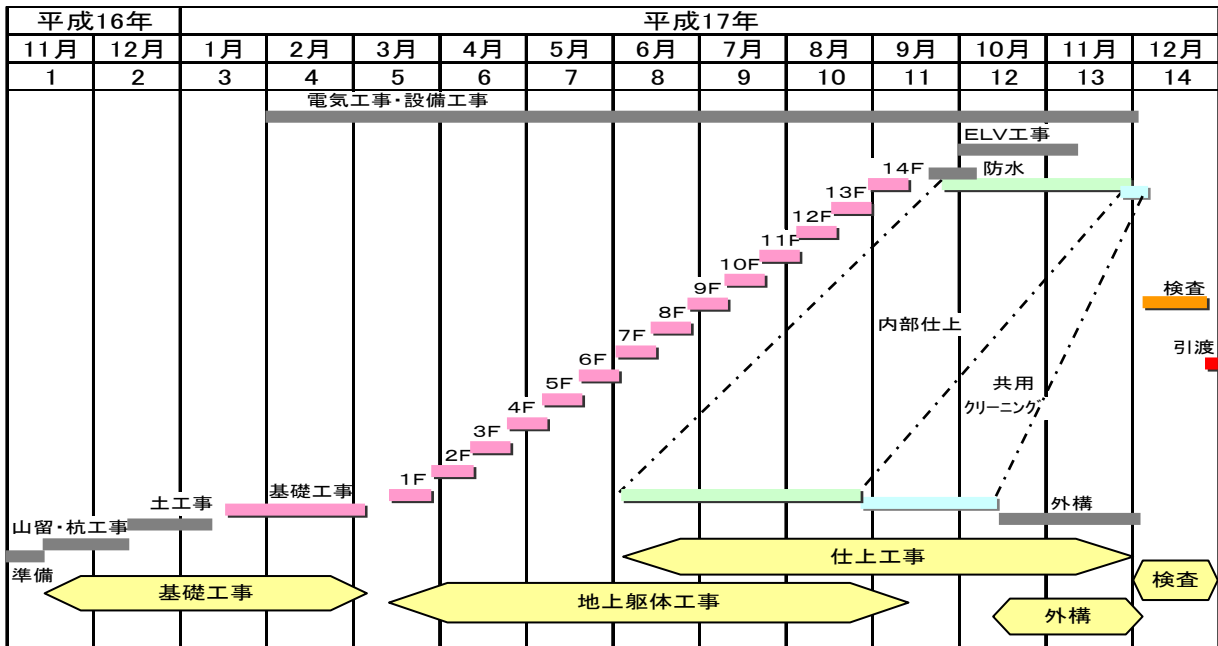 平成16年 平成17年
11月 12月 1月 2月 3月 4月 5月 6月 7月 8月 9月 10月 11月 12月
1 2 3 4 5 6 7 8 9 10 11 12 13 14
電気工事・設備工事
ELV工事
14F 防水
13F
12F
11F
10F
9F 検査
8F
内部仕上
7F
引渡
6F
5F 共用
4F クリーニング
3F
2F
1F
基礎工事
土工事 外構
山留・杭工事
仕上工事
準備 検査
基礎工事 地上躯体工事
外構